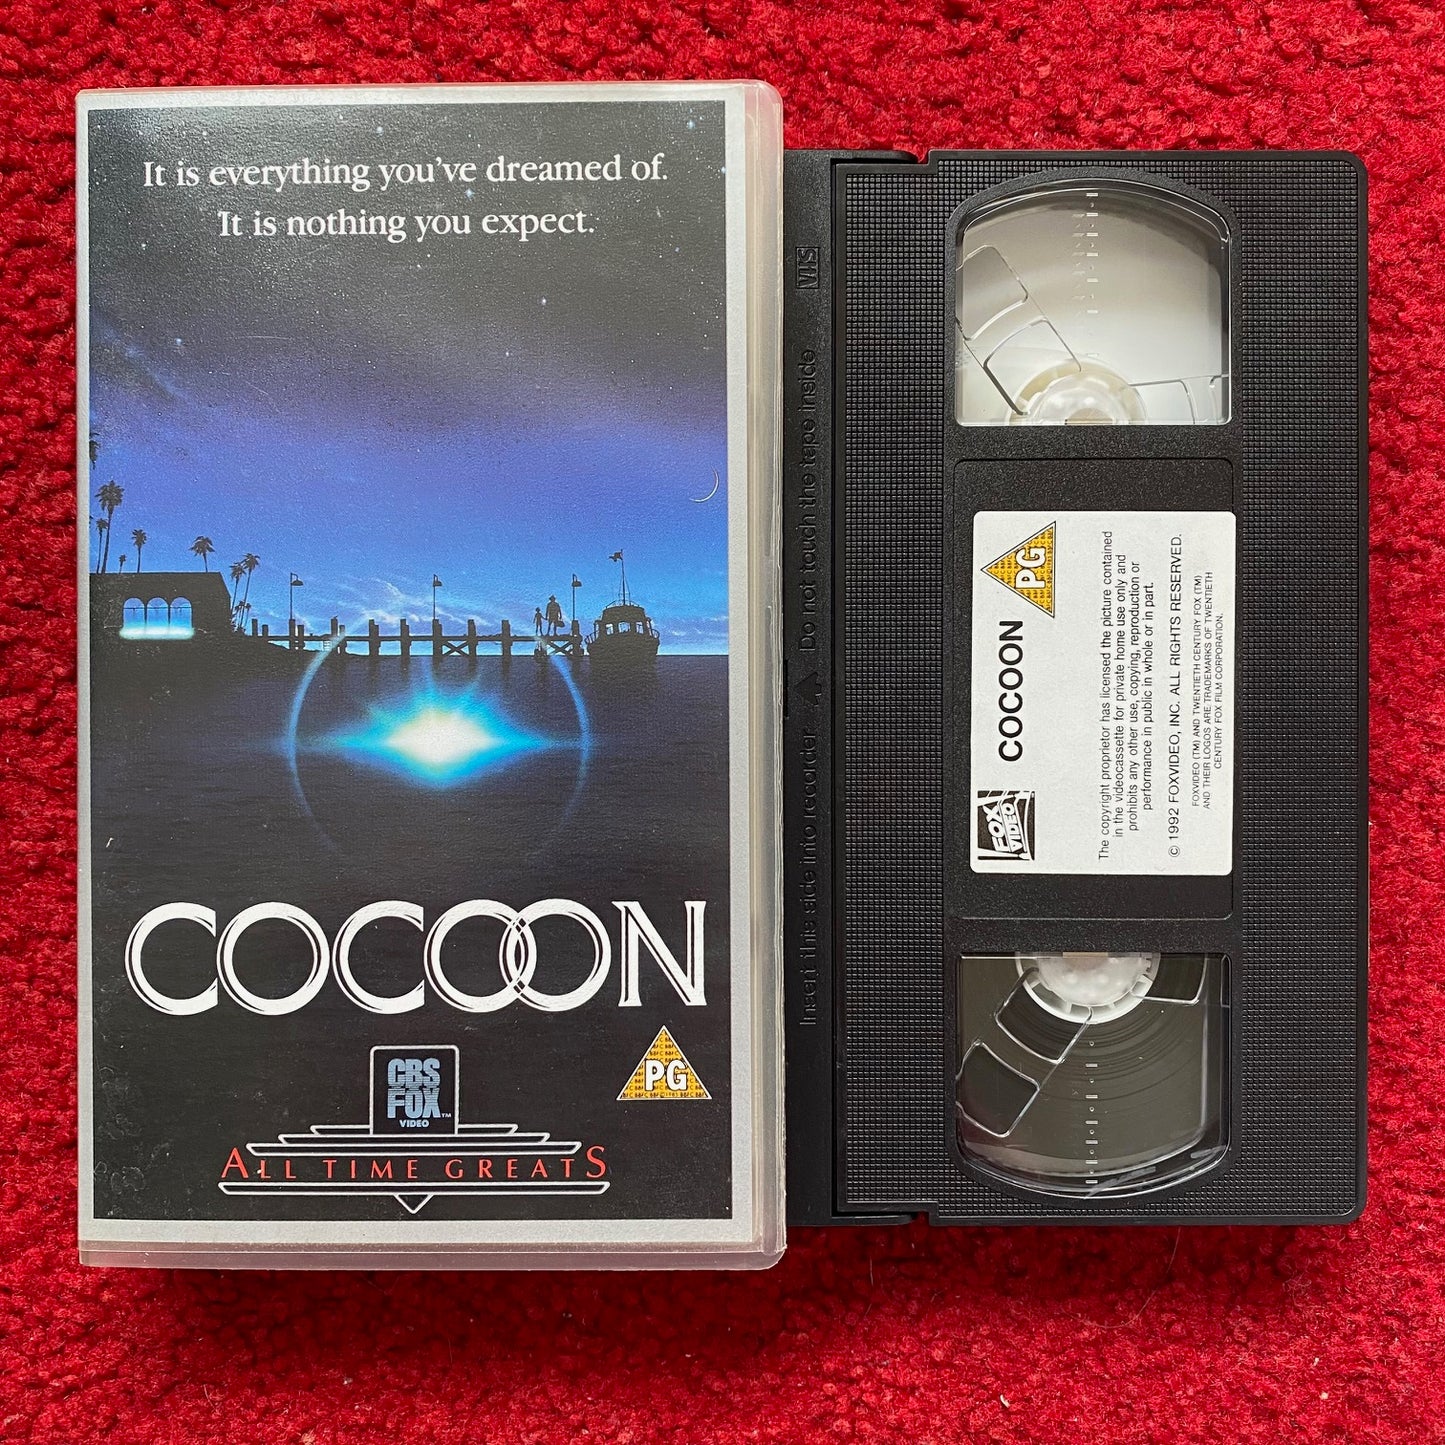 It is everything you've dreamed of.
It is nothing you expect.
COCOON
PG
CBS
FOX
VIDEO
TM
ALL TIME GREATS
VHS
Insert this side into recorder
Do not touch the tape inside
FOX
VIDEO
COCOON
PG
The copyright proprietor has licensed the picture contained
in the videocassette for private home use only and
prohibits any other use, copying, reproduction or
performance in public in whole or in part.
© 1992 FOXVIDEO, INC. ALL RIGHTS RESERVED.
FOXVIDEO (TM) AND TWENTIETH CENTURY FOX (TM)
AND THEIR LOGOS ARE TRADEMARKS OF TWENTIETH
CENTURY FOX FILM CORPORATION.